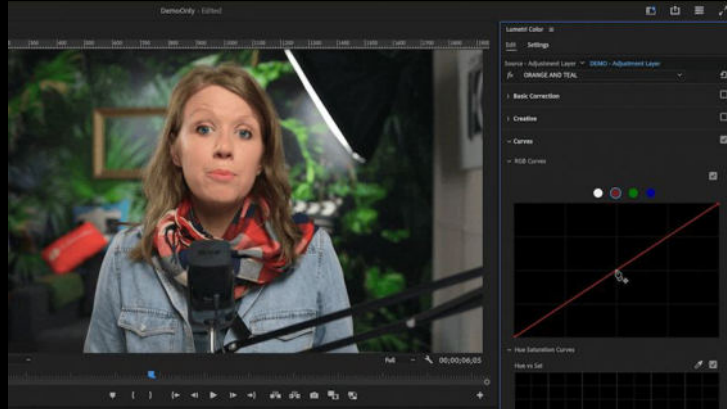 DemoOnly - Edited
Lumetri Color
Edit Settings
Source - Adjustment Layer DEMO - Adjustment Layer
fx ORANGE AND TEAL
Basic Correction
Creative
Curves
RGB Curves
Full
00;00;06;05
Hue Saturation Curves
Hue vs Sat